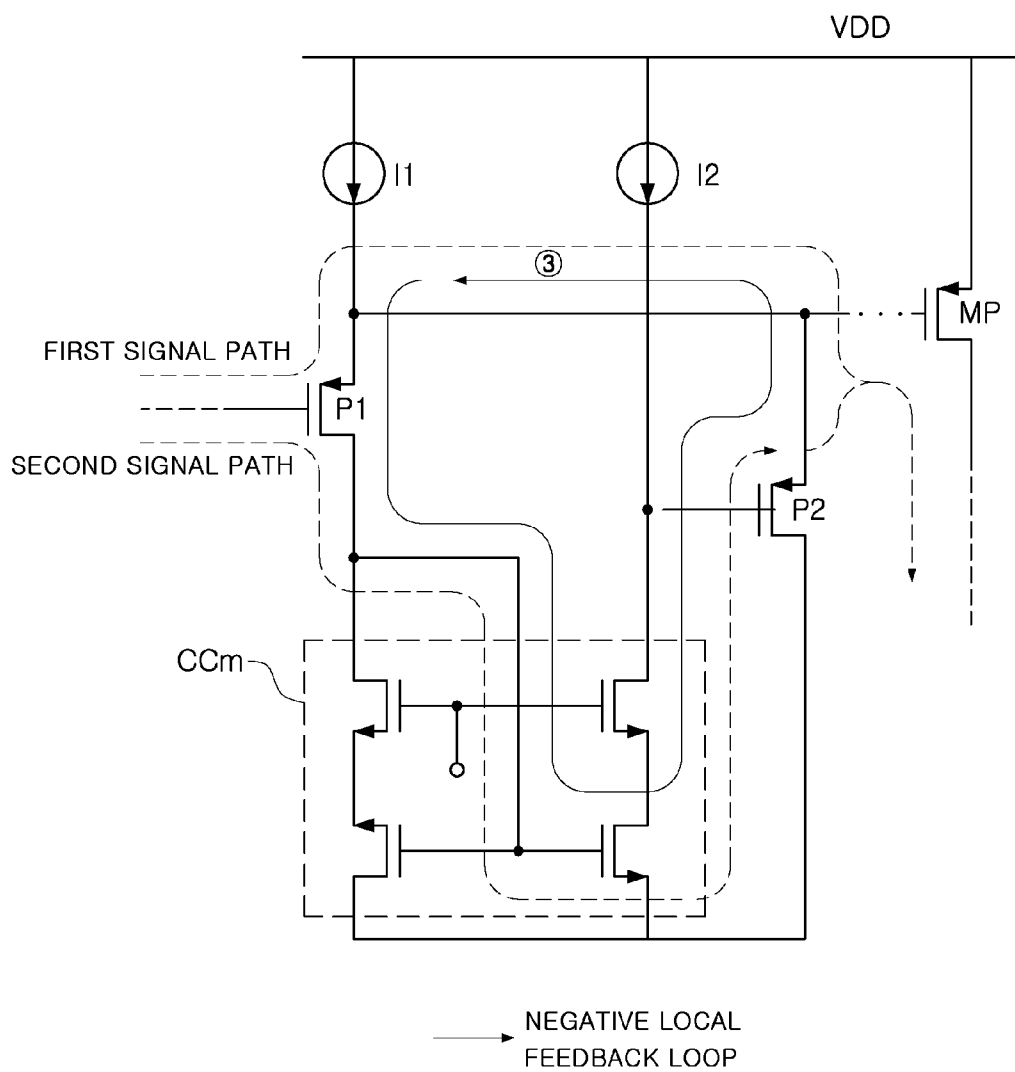 VDD
I1
I2
③
MP
FIRST SIGNAL PATH
P1
SECOND SIGNAL PATH
P2
CCm
NEGATIVE LOCAL
FEEDBACK LOOP